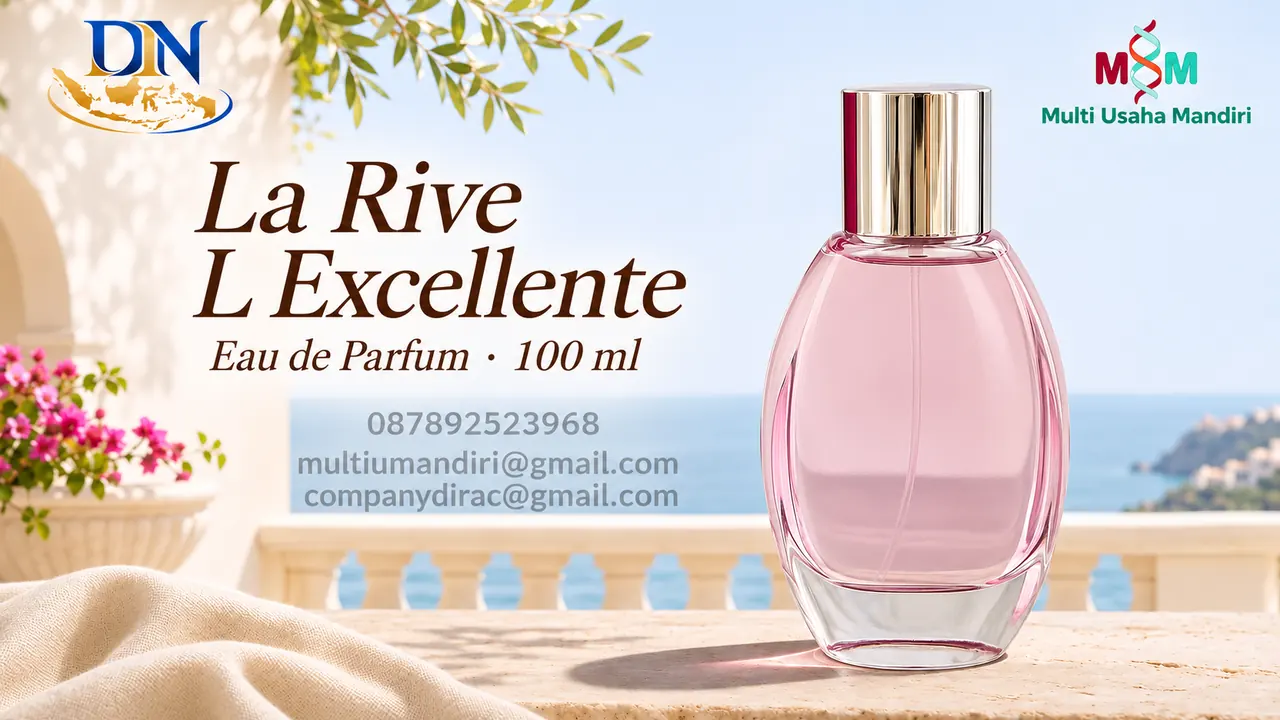 DIN
MSM
Multi Usaha Mandiri
La Rive
L Excellente
Eau de Parfum · 100 ml
087892523968
multiumandiri@gmail.com
companydirac@gmail.com